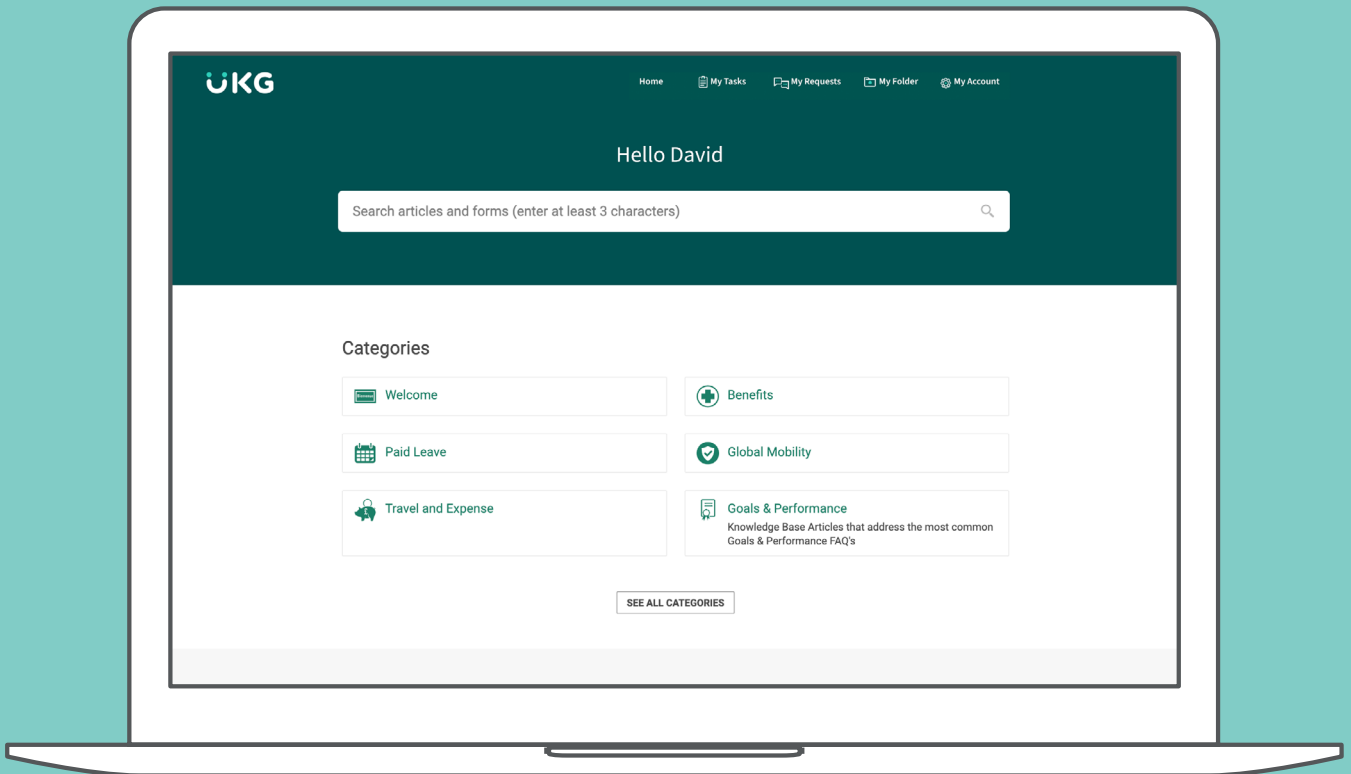 UKG
Home My Tasks My Requests My Folder My Account
Hello David
Search articles and forms (enter at least 3 characters)
Categories
Welcome
Benefits
Paid Leave
Global Mobility
Travel and Expense
Goals & Performance
Knowledge Base Articles that address the most common
Goals & Performance FAQ's
SEE ALL CATEGORIES